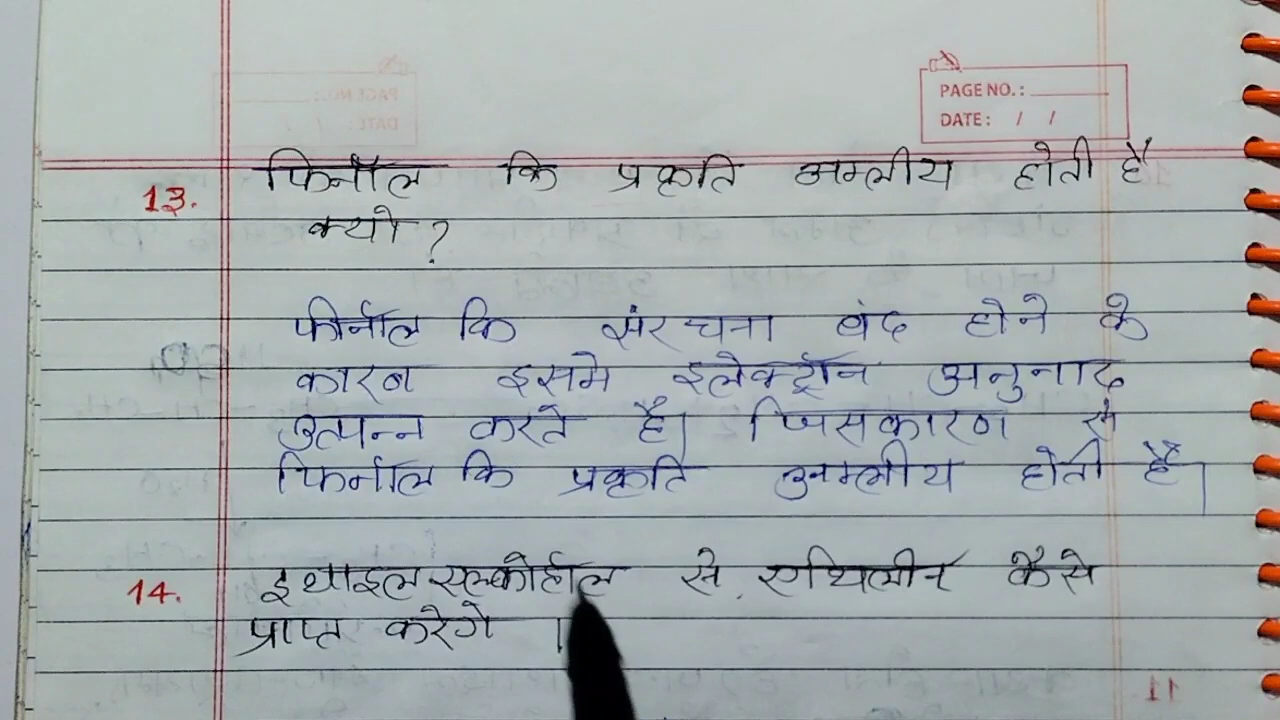 PAGE NO. :
DATE : / /
13. फिर्नाल कि प्रकृति अम्लीय होती है
क्यो ?
फीर्नाल कि संरचना बंद होने के
कारण इसमे इलेक्ट्रॉन अनुनाद
उत्पन्न करते है। जिसकारण से
फिर्नाल कि प्रकृति अम्लीय होती है।
14. इथाइल एल्कोर्हाल से एथिलीन कैसे
प्राप्त करेगे ।
11